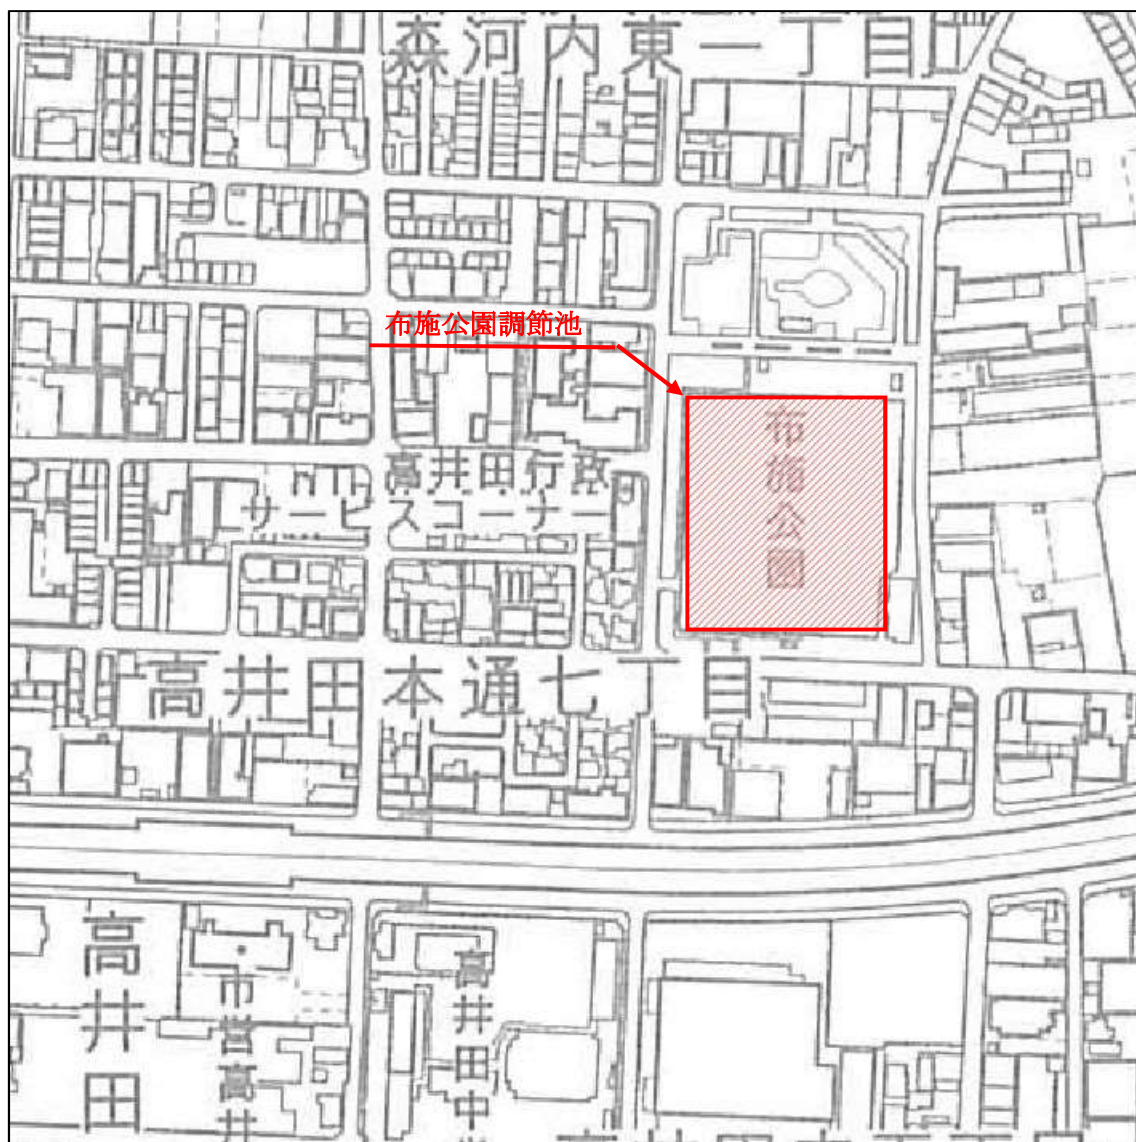 森河内東一丁目
布施公園調節池
布施公園
高井田行政
サービスコーナー
高井田本通七丁目
高井田
市営高井
高井田中